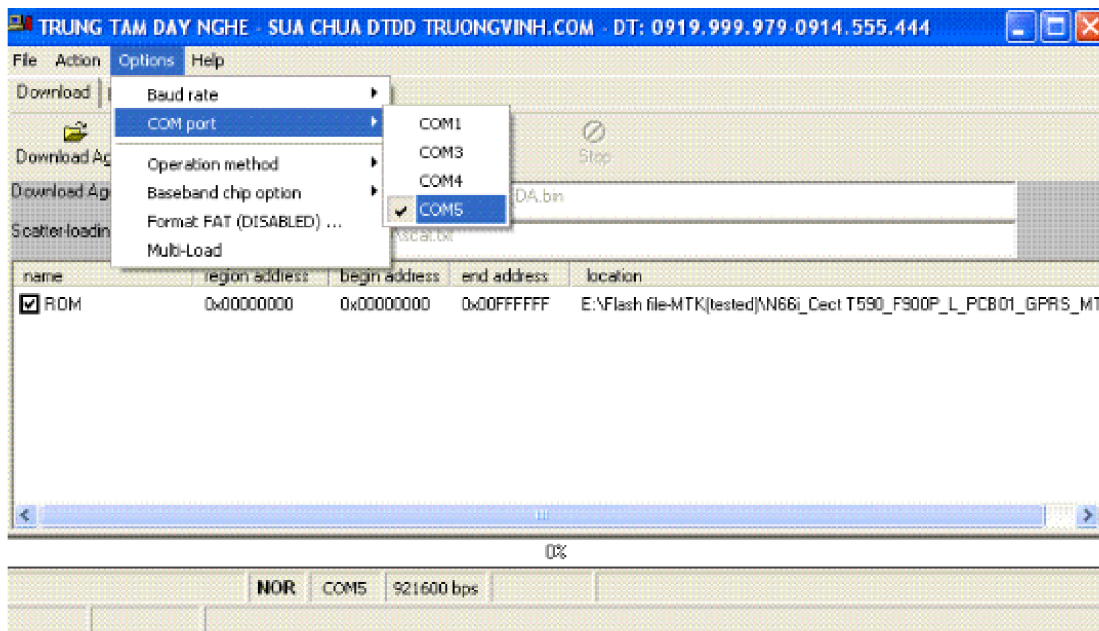 TRUNG TAM DAY NGHE - SUA CHUA DTDD TRUONGVINH.COM - DT: 0919.999.979-0914.555.444
File Action Options Help
Download
Baud rate
COM port
COM1
Download Ag
Operation method
COM3
Stop
Download Ag
Baseband chip option
COM4
DA.bin
Scatter-loadin
Format FAT (DISABLED) ...
COM5
scat.txt
Multi-Load
name region address begin address end address location
ROM 0x00000000 0x00000000 0x00FFFFFF E:\Flash file-MTK(tested)\N66i_Cect T590_F900P_L_PCB01_GPRS_MT
0%
NOR COM5 921600 bps